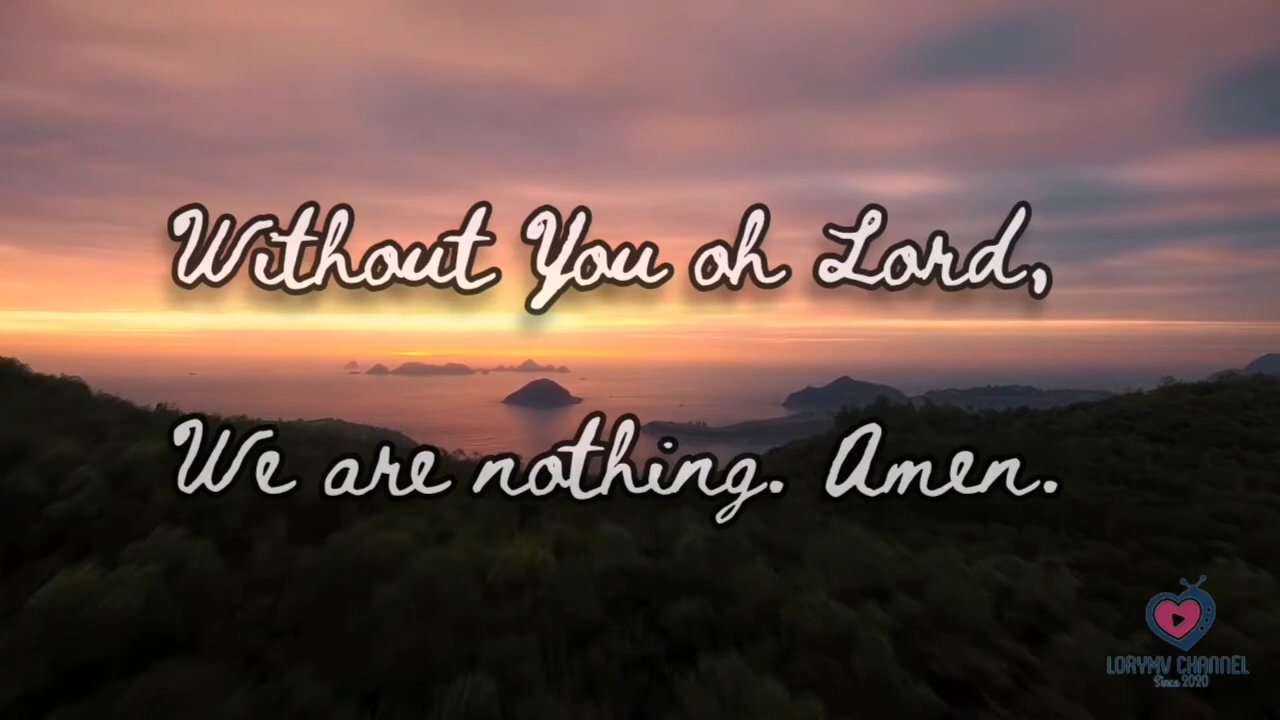 Without You oh Lord,
We are nothing. Amen.
LORYMV CHANNEL
Since 2020